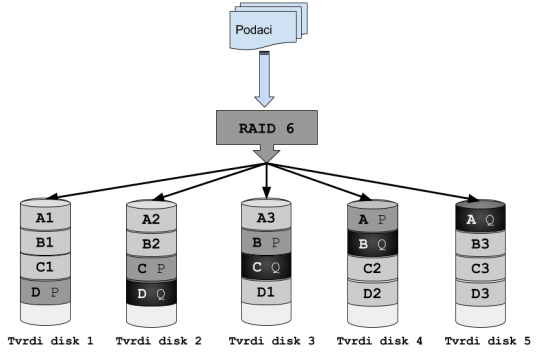 Podaci
RAID 6
A1 A2 A3 A P A Q
B1 B2 B P B Q B3
C1 C P C Q C2 C3
D P D Q D1 D2 D3
Tvrdi disk 1 Tvrdi disk 2 Tvrdi disk 3 Tvrdi disk 4 Tvrdi disk 5